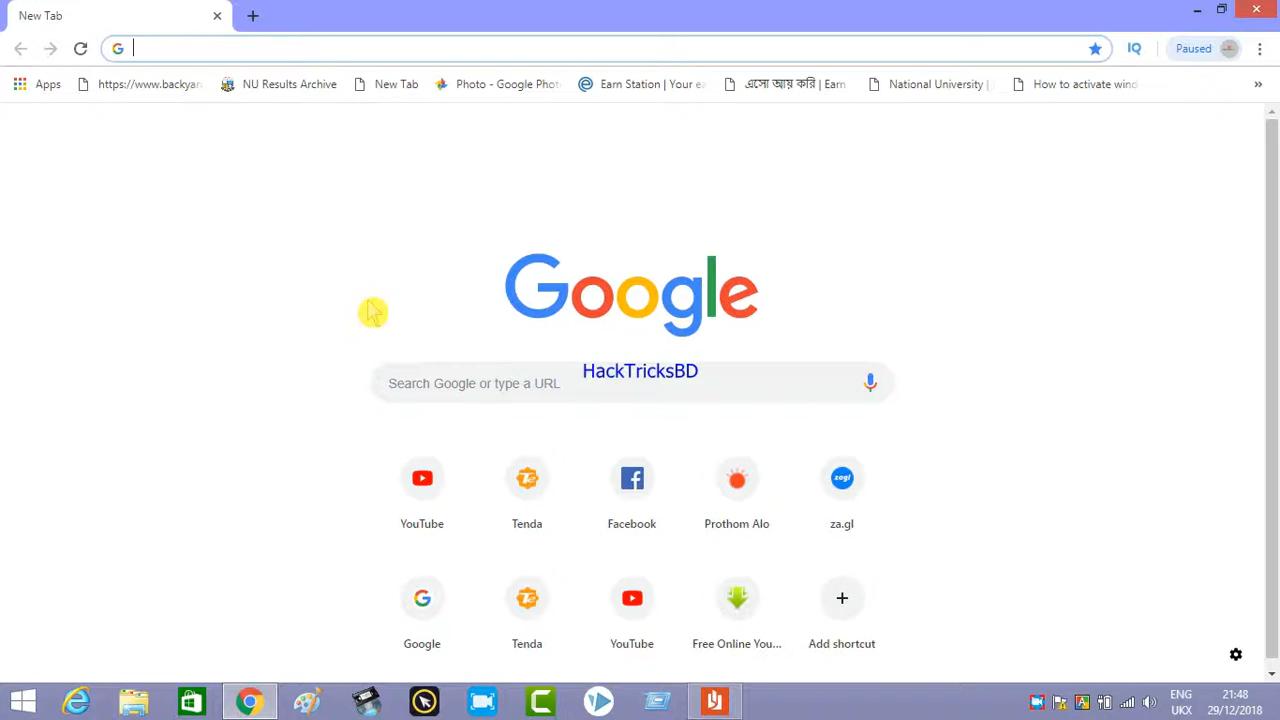 New Tab
Paused
Apps
https://www.backyar
NU Results Archive
New Tab
Photo - Google Phot
Earn Station | Your ea
এসো আয় করি | Earn
National University |
How to activate wind
Google
HackTricksBD
Search Google or type a URL
YouTube
Tenda
Facebook
Prothom Alo
za.gl
Google
Tenda
YouTube
Free Online You...
Add shortcut
ENG
UKX
21:48
29/12/2018